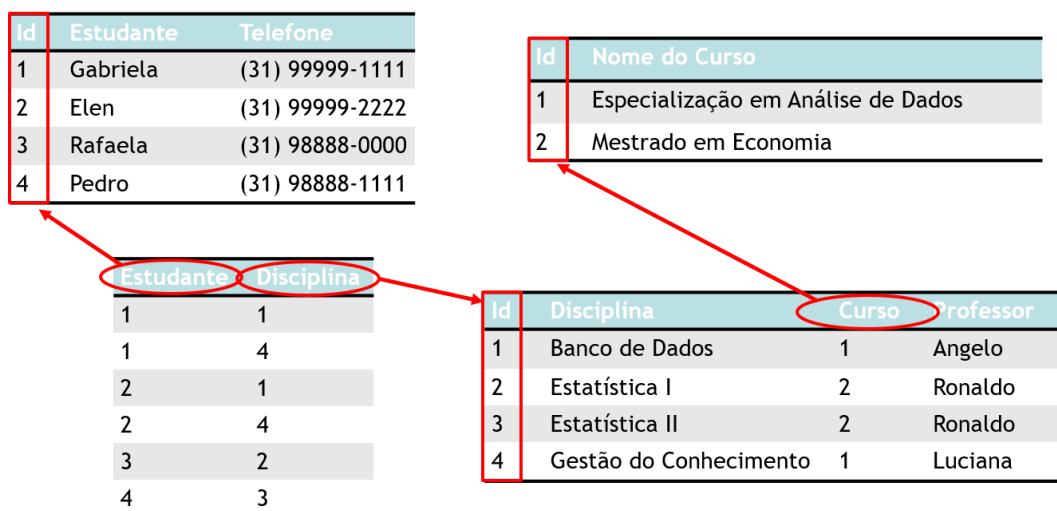 Id Estudante Telefone
1 Gabriela (31) 99999-1111
2 Elen (31) 99999-2222
3 Rafaela (31) 98888-0000
4 Pedro (31) 98888-1111
Id Nome do Curso
1 Especialização em Análise de Dados
2 Mestrado em Economia
Estudante Disciplina
1 1
1 4
2 1
2 4
3 2
4 3
Id Disciplina Curso Professor
1 Banco de Dados 1 Angelo
2 Estatística I 2 Ronaldo
3 Estatística II 2 Ronaldo
4 Gestão do Conhecimento 1 Luciana